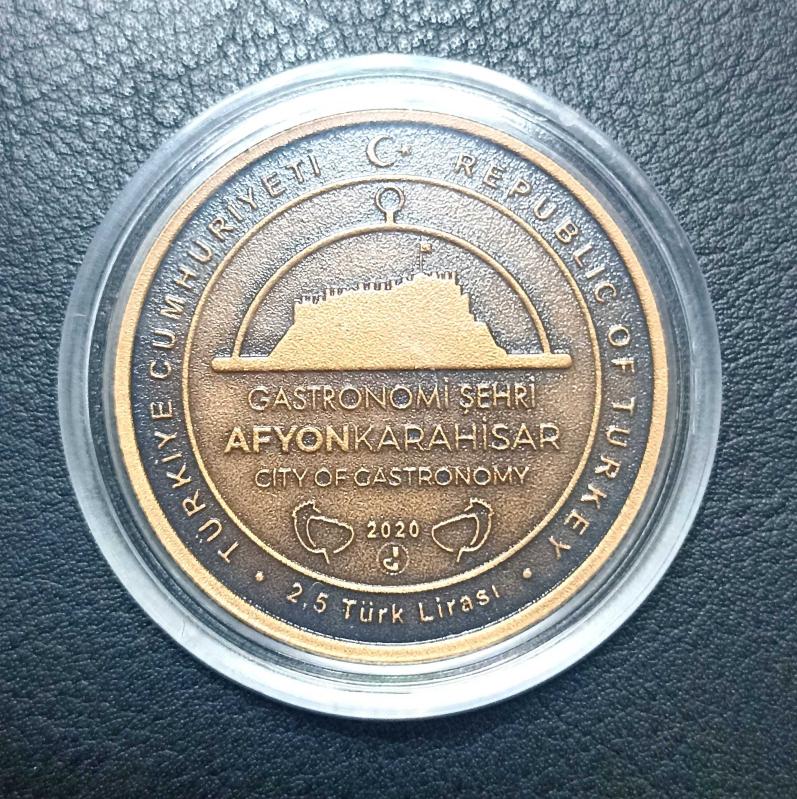 TÜRKİYE CUMHURİYETİ
REPUBLIC OF TURKEY
GASTRONOMİ ŞEHRİ
AFYONKARAHİSAR
CITY OF GASTRONOMY
2020
2,5 Türk Lirası